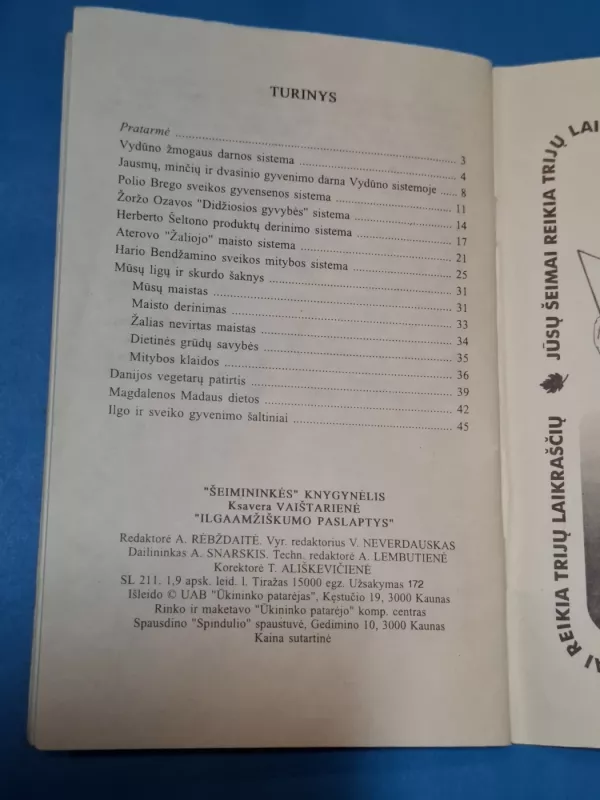 TURINYS
Pratarmė 3
Vydūno žmogaus darnos sistema 4
Jausmų, minčių ir dvasinio gyvenimo darna Vydūno sistemoje 8
Polio Brego sveikos gyvensenos sistema 11
Žoržo Ozavos "Didžiosios gyvybės" sistema 14
Herberto Šeltono produktų derinimo sistema 17
Aterovo "Žaliojo" maisto sistema 21
Hario Bendžamino sveikos mitybos sistema 25
Mūsų ligų ir skurdo šaknys 31
Mūsų maistas 31
Maisto derinimas 33
Žalias nevirtas maistas 34
Dietinės grūdų savybės 35
Mitybos klaidos 36
Danijos vegetarų patirtis 39
Magdalenos Madaus dietos 42
Ilgo ir sveiko gyvenimo šaltiniai 45
"ŠEIMININKĖS" KNYGYNĖLIS
Ksavera VAIŠTARIENĖ
"ILGAAMŽIŠKUMO PASLAPTYS"
Redaktorė A. RĖBŽDAITĖ. Vyr. redaktorius V. NEVERDAUSKAS
Dailininkas A. SNARSKIS. Techn. redaktorė A. LEMBUTIENĖ
Korektorė T. ALIŠKEVIČIENĖ
SL 211. 1,9 apsk. leid. l. Tiražas 15000 egz. Užsakymas 172
Išleido © UAB "Ūkininko patarėjas", Kęstučio 19, 3000 Kaunas
Rinko ir maketavo "Ūkininko patarėjo" komp. centras
Spausdino "Spindulio" spaustuvė, Gedimino 10, 3000 Kaunas
Kaina sutartinė
AI REIKIA TRIJŲ LAIKRAŠČIŲ
JŪSŲ ŠEIMAI REIKIA TRIJŲ LAI